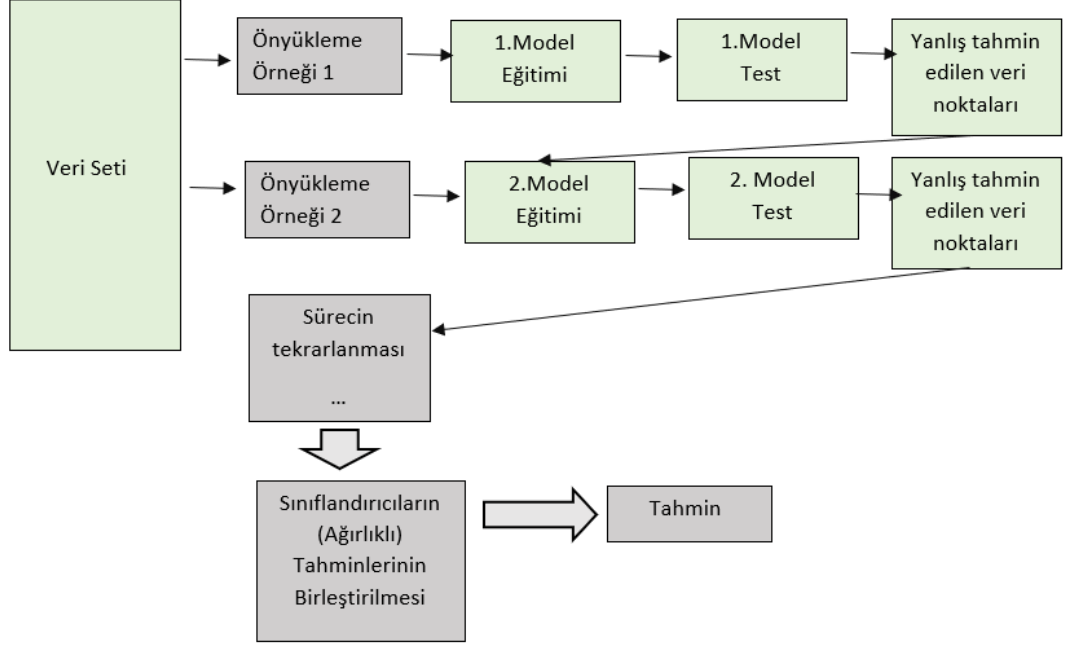 Veri Seti
Önyükleme
Örneği 1
1.Model
Eğitimi
1.Model
Test
Yanlış tahmin
edilen veri
noktaları
Önyükleme
Örneği 2
2.Model
Eğitimi
2. Model
Test
Yanlış tahmin
edilen veri
noktaları
Sürecin
tekrarlanması
...
Sınıflandırıcıların
(Ağırlıklı)
Tahminlerinin
Birleştirilmesi
Tahmin